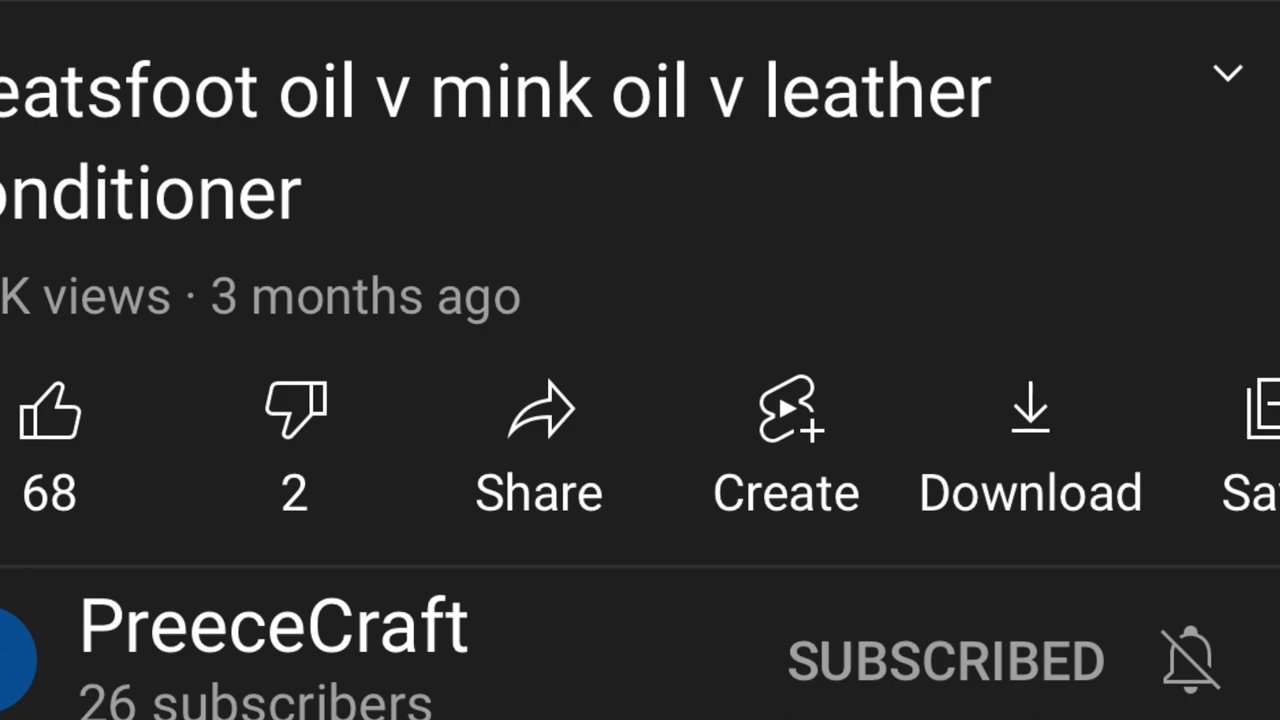 eatsfoot oil v mink oil v leather
onditioner
K views · 3 months ago
68 2 Share Create Download Sa
PreeceCraft
SUBSCRIBED
26 subscribers